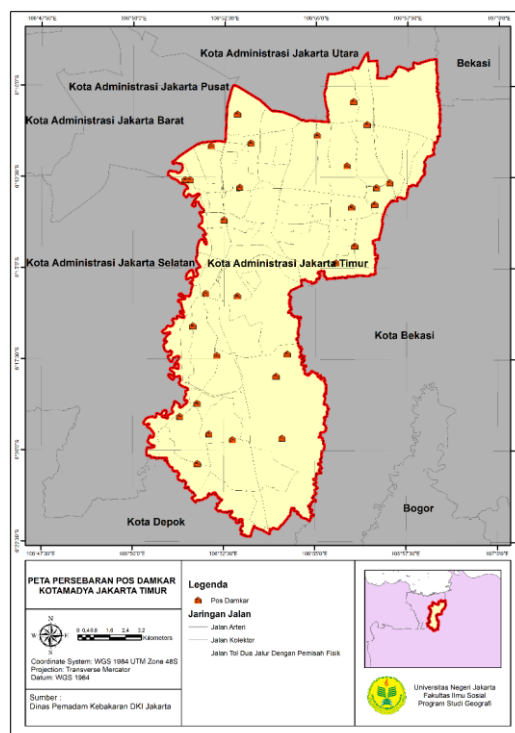 Kota Administrasi Jakarta Utara
Bekasi
Kota Administrasi Jakarta Pusat
Kota Administrasi Jakarta Barat
Kota Administrasi Jakarta Selatan
Kota Administrasi Jakarta Timur
Kota Bekasi
Bogor
Kota Depok
PETA PERSEBARAN POS DAMKAR
KOTAMADYA JAKARTA TIMUR
N
W
E
S
Kilometers
Coordinate System: WGS 1984 UTM Zone 48S
Projection: Transverse Mercator
Datum: WGS 1984
Sumber :
Dinas Pemadam Kebakaran DKI Jakarta
Legenda
Pos Damkar
Jaringan Jalan
Jalan Arteri
Jalan Kolektor
Jalan Tol Dua Jalur Dengan Pemisah Fisik
Universitas Negeri Jakarta
Fakultas Ilmu Sosial
Program Studi Geografi